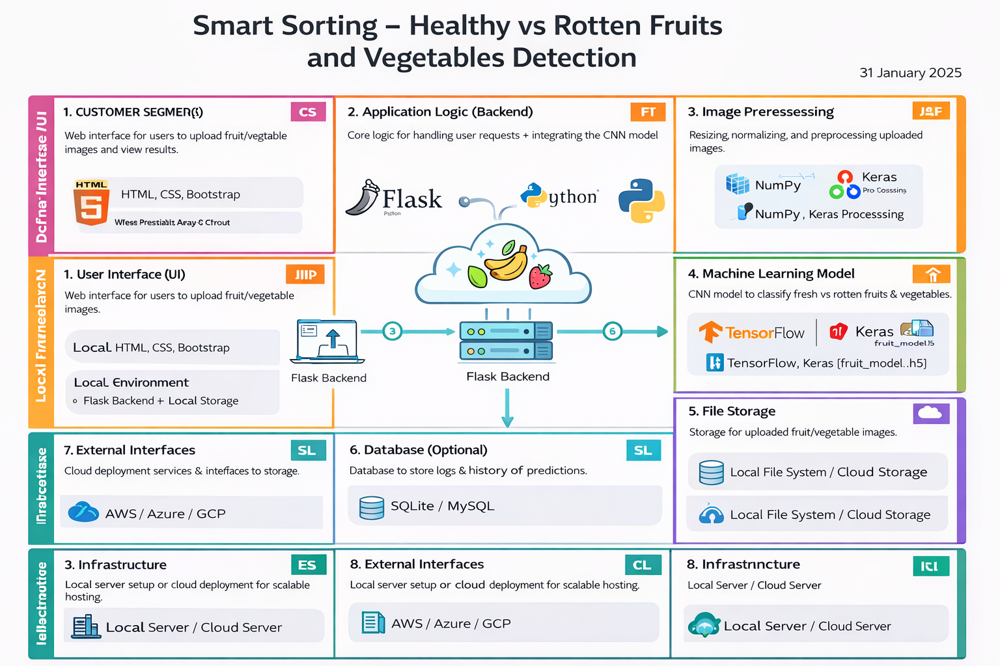 Smart Sorting – Healthy vs Rotten Fruits
and Vegetables Detection
31 January 2025
1. CUSTOMER
CS
Web interface for users to upload fruit/vegtable
images and view results.
HTML
5
HTML, CSS, Bootstrap
2. Application Logic (Backend)
FT
Core logic for handling user requests + integrating the CNN model
Flask
ython
3. Image Preressessing
Resizing, normalizing, and preprocessing uploaded
images.
NumPy
Keras
NumPy, Keras Processsing
1. User Interface (UI)
Web interface for users to upload fruit/vegetable
images.
Local HTML, CSS, Bootstrap
Local Environment
Flask Backend + Local Storage
Flask Backend
3
Flask Backend
6
4. Machine Learning Model
CNN model to classify fresh vs rotten fruits & vegetables.
TensorFlow
Keras
TensorFlow, Keras [fruit_model..h5]
5. File Storage
Storage for uploaded fruit/vegetable images.
Local File System / Cloud Storage
Local File System / Cloud Storage
7. External Interfaces
SL
Cloud deployment services & inteffaces to storage.
AWS / Azure / GCP
6. Database (Optional)
SL
Database to store logs & history of predictions.
SQLite / MySQL
3. Infrastructure
ES
Local server setup or cloud deployment for scalable
hosting.
Local Server / Cloud Server
8. External Interfaces
CL
Local server setup or cloud deployment for scalable hosting.
AWS / Azure / GCP
8. Infrastrıncture
Local Server / Cloud Server
Local Server / Cloud Server